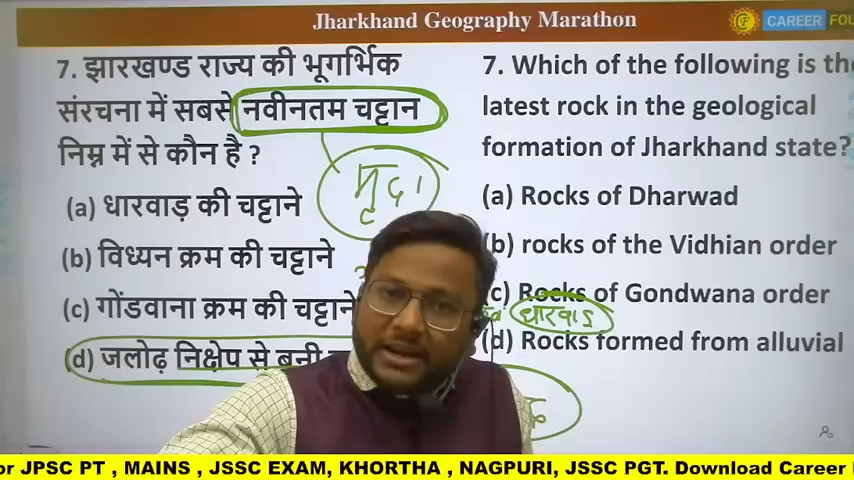 Jharkhand Geography Marathon
CAREER FOU
7. झारखण्ड राज्य की भूगर्भिक
संरचना में सबसे नवीनतम चट्टान
निम्न में से कौन है ?
मृदा
(a) धारवाड़ की चट्टाने
(b) विध्यन क्रम की चट्टाने
(c) गोंडवाना क्रम की चट्टाने
(d) जलोढ़ निक्षेप से बनी
7. Which of the following is the
latest rock in the geological
formation of Jharkhand state?
(a) Rocks of Dharwad
(b) rocks of the Vidhian order
(c) Rocks of Gondwana order
धारवाड
(d) Rocks formed from alluvial
or JPSC PT , MAINS , JSSC EXAM, KHORTHA , NAGPURI, JSSC PGT. Download Career